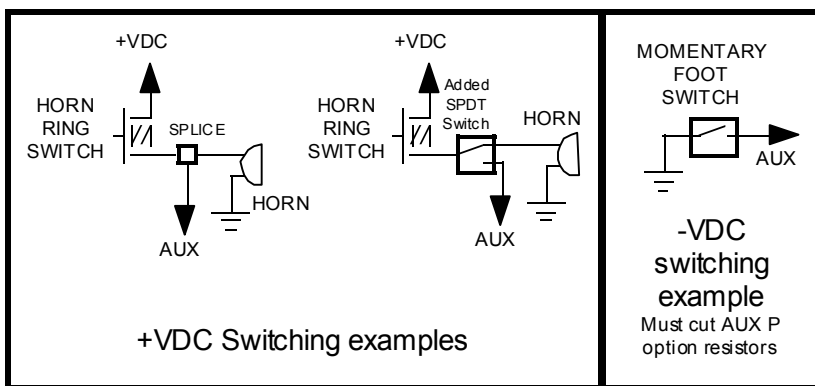 +VDC
HORN
RING
SWITCH
SPLICE
HORN
AUX
+VDC
HORN
RING
SWITCH
Added
SPDT
Switch
HORN
AUX
+VDC Switching examples
MOMENTARY
FOOT
SWITCH
AUX
-VDC
switching
example
Must cut AUX P
option resistors